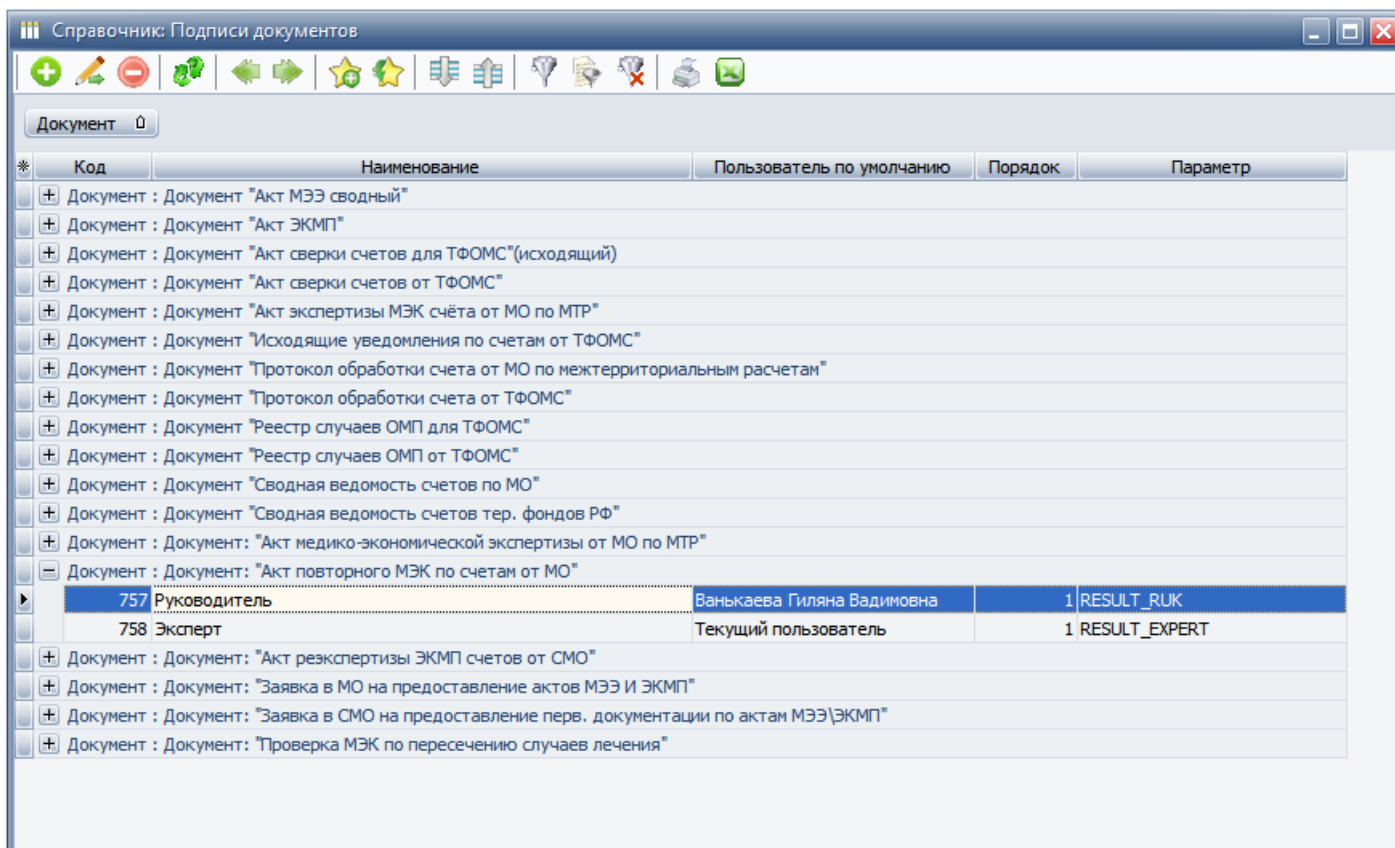 Справочник: Подписи документов
Документ
Код Наименование Пользователь по умолчанию Порядок Параметр
Документ : Документ "Акт МЭЭ сводный"
Документ : Документ "Акт ЭКМП"
Документ : Документ "Акт сверки счетов для ТФОМС"(исходящий)
Документ : Документ "Акт сверки счетов от ТФОМС"
Документ : Документ "Акт экспертизы МЭК счёта от МО по МТР"
Документ : Документ "Исходящие уведомления по счетам от ТФОМС"
Документ : Документ "Протокол обработки счета от МО по межтерриториальным расчетам"
Документ : Документ "Протокол обработки счета от ТФОМС"
Документ : Документ "Реестр случаев ОМП для ТФОМС"
Документ : Документ "Реестр случаев ОМП от ТФОМС"
Документ : Документ "Сводная ведомость счетов по МО"
Документ : Документ "Сводная ведомость счетов тер. фондов РФ"
Документ : Документ: "Акт медико-экономической экспертизы от МО по МТР"
Документ : Документ: "Акт повторного МЭК по счетам от МО"
757 Руководитель Ванькаева Гиляна Вадимовна 1 RESULT_RUK
758 Эксперт Текущий пользователь 1 RESULT_EXPERT
Документ : Документ: "Акт реэкспертизы ЭКМП счетов от СМО"
Документ : Документ: "Заявка в МО на предоставление актов МЭЭ И ЭКМП"
Документ : Документ: "Заявка в СМО на предоставление перв. документации по актам МЭЭ\ЭКМП"
Документ : Документ: "Проверка МЭК по пересечению случаев лечения"